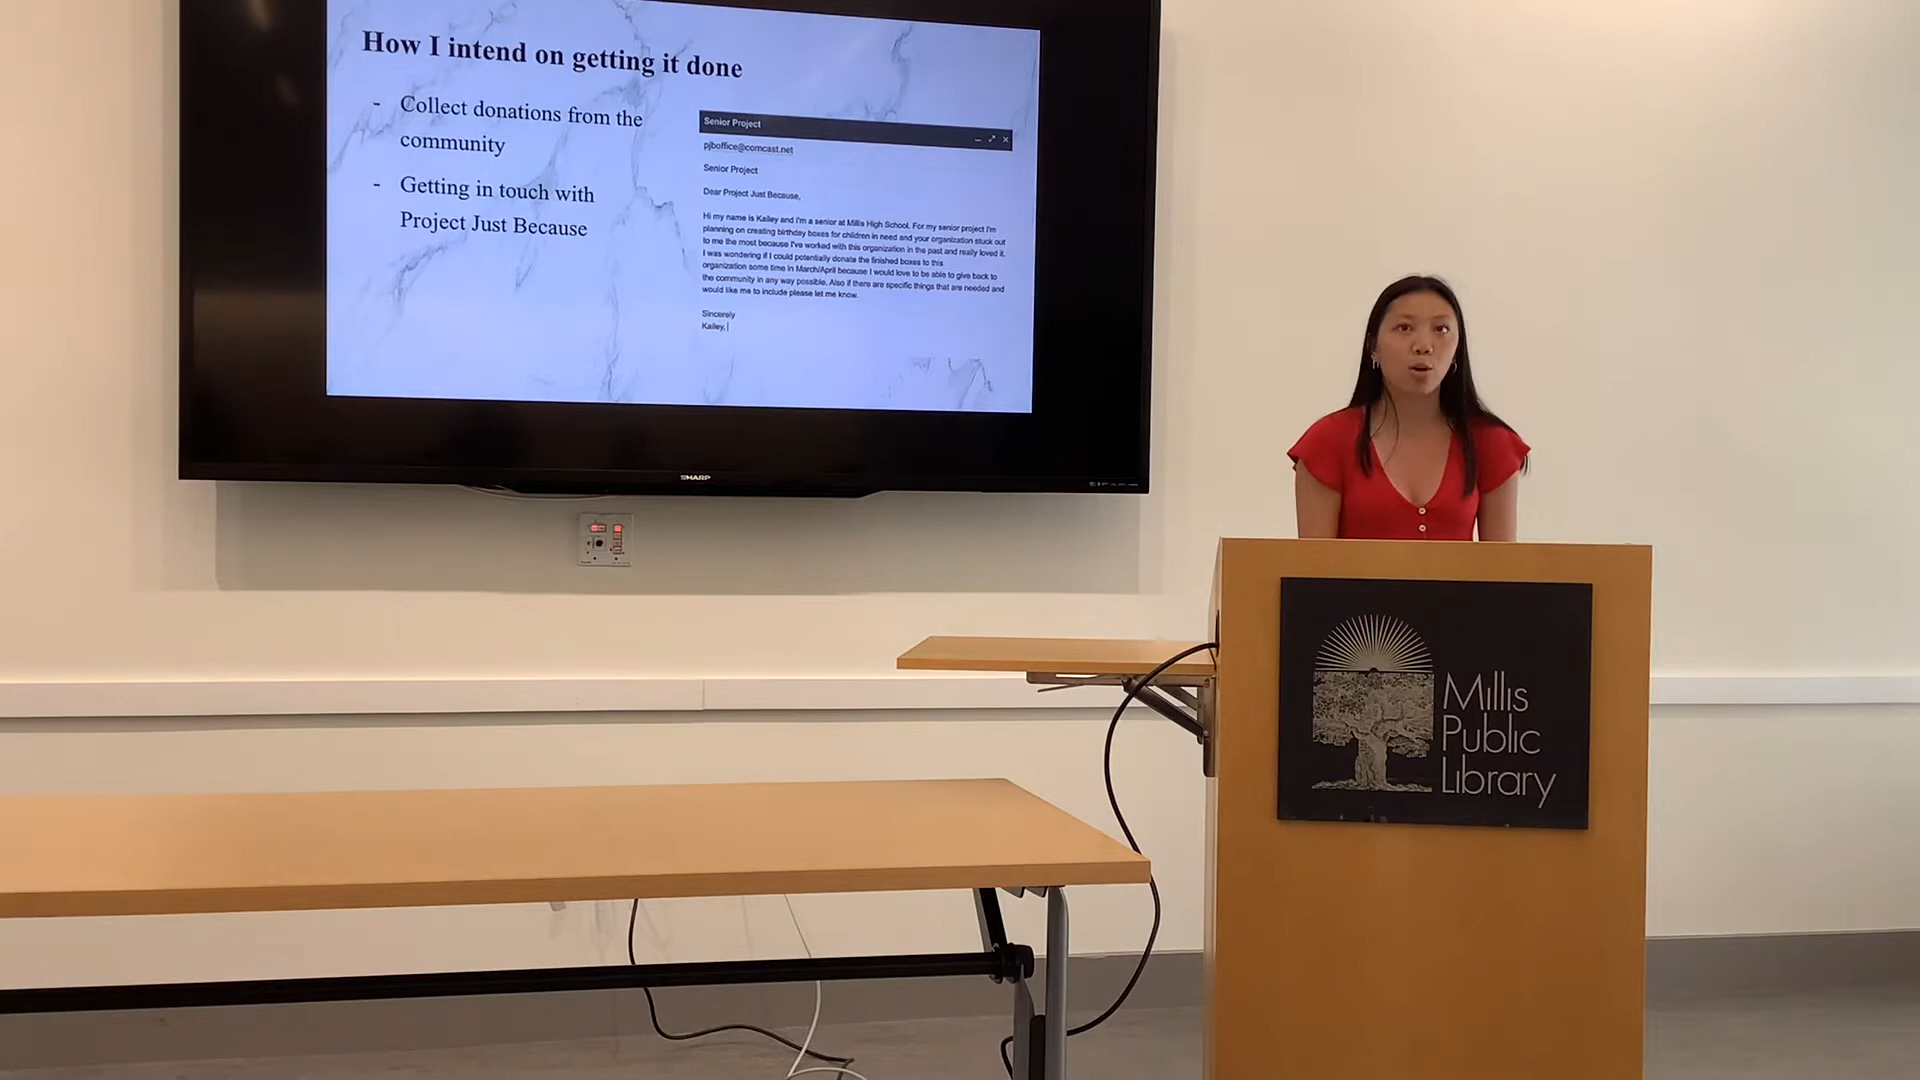 How I intend on getting it done
- Collect donations from the
community
- Getting in touch with
Project Just Because
Senior Project
pjboffice@comcast.net
Senior Project
Dear Project Just Because,
Hi my name is Kailey and I'm a senior at Millis High School. For my senior project I'm
planning on creating birthday boxes for children in need and your organization stuck out
to me the most because I've worked with this organization in the past and really loved it.
I was wondering if I could potentially donate the finished boxes to this
organization some time in March/April because I would love to be able to give back to
the community in any way possible. Also if there are specific things that are needed and
would like me to include please let me know.
Sincerely
Kailey,
SHARP
Millis
Public
Library